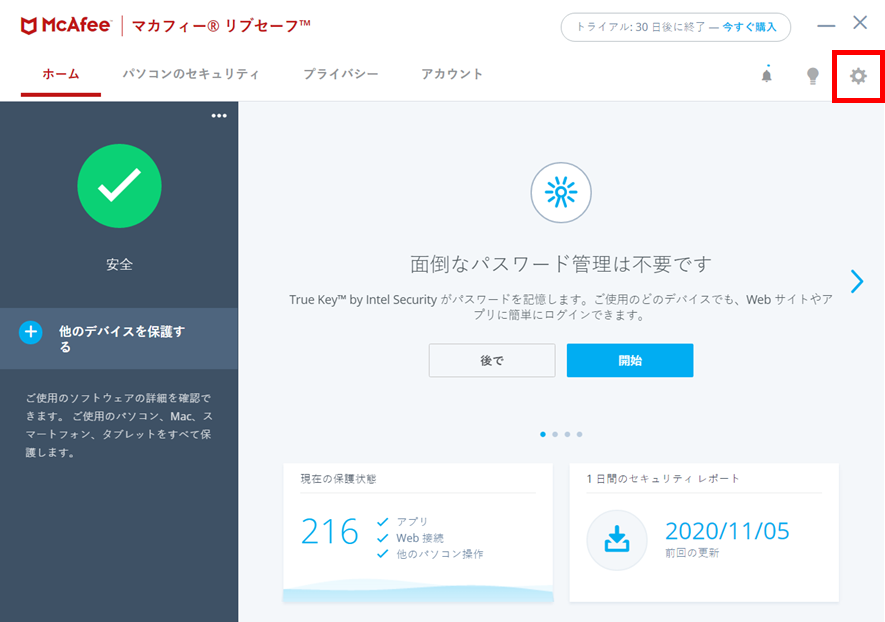 McAfee マカフィー® リブセーフ™
トライアル: 30 日後に終了 — 今すぐ購入
ホーム パソコンのセキュリティ プライバシー アカウント
安全
他のデバイスを保護す
る
ご使用のソフトウェアの詳細を確認で
きます。 ご使用のパソコン、Mac、ス
マートフォン、タブレットをすべて保
護します。
面倒なパスワード管理は不要です
True Key™ by Intel Security がパスワードを記憶します。ご使用のどのデバイスでも、Web サイトやア
プリに簡単にログインできます。
後で 開始
現在の保護状態
216
アプリ
Web 接続
他のパソコン操作
1 日間のセキュリティ レポート
2020/11/05
前回の更新